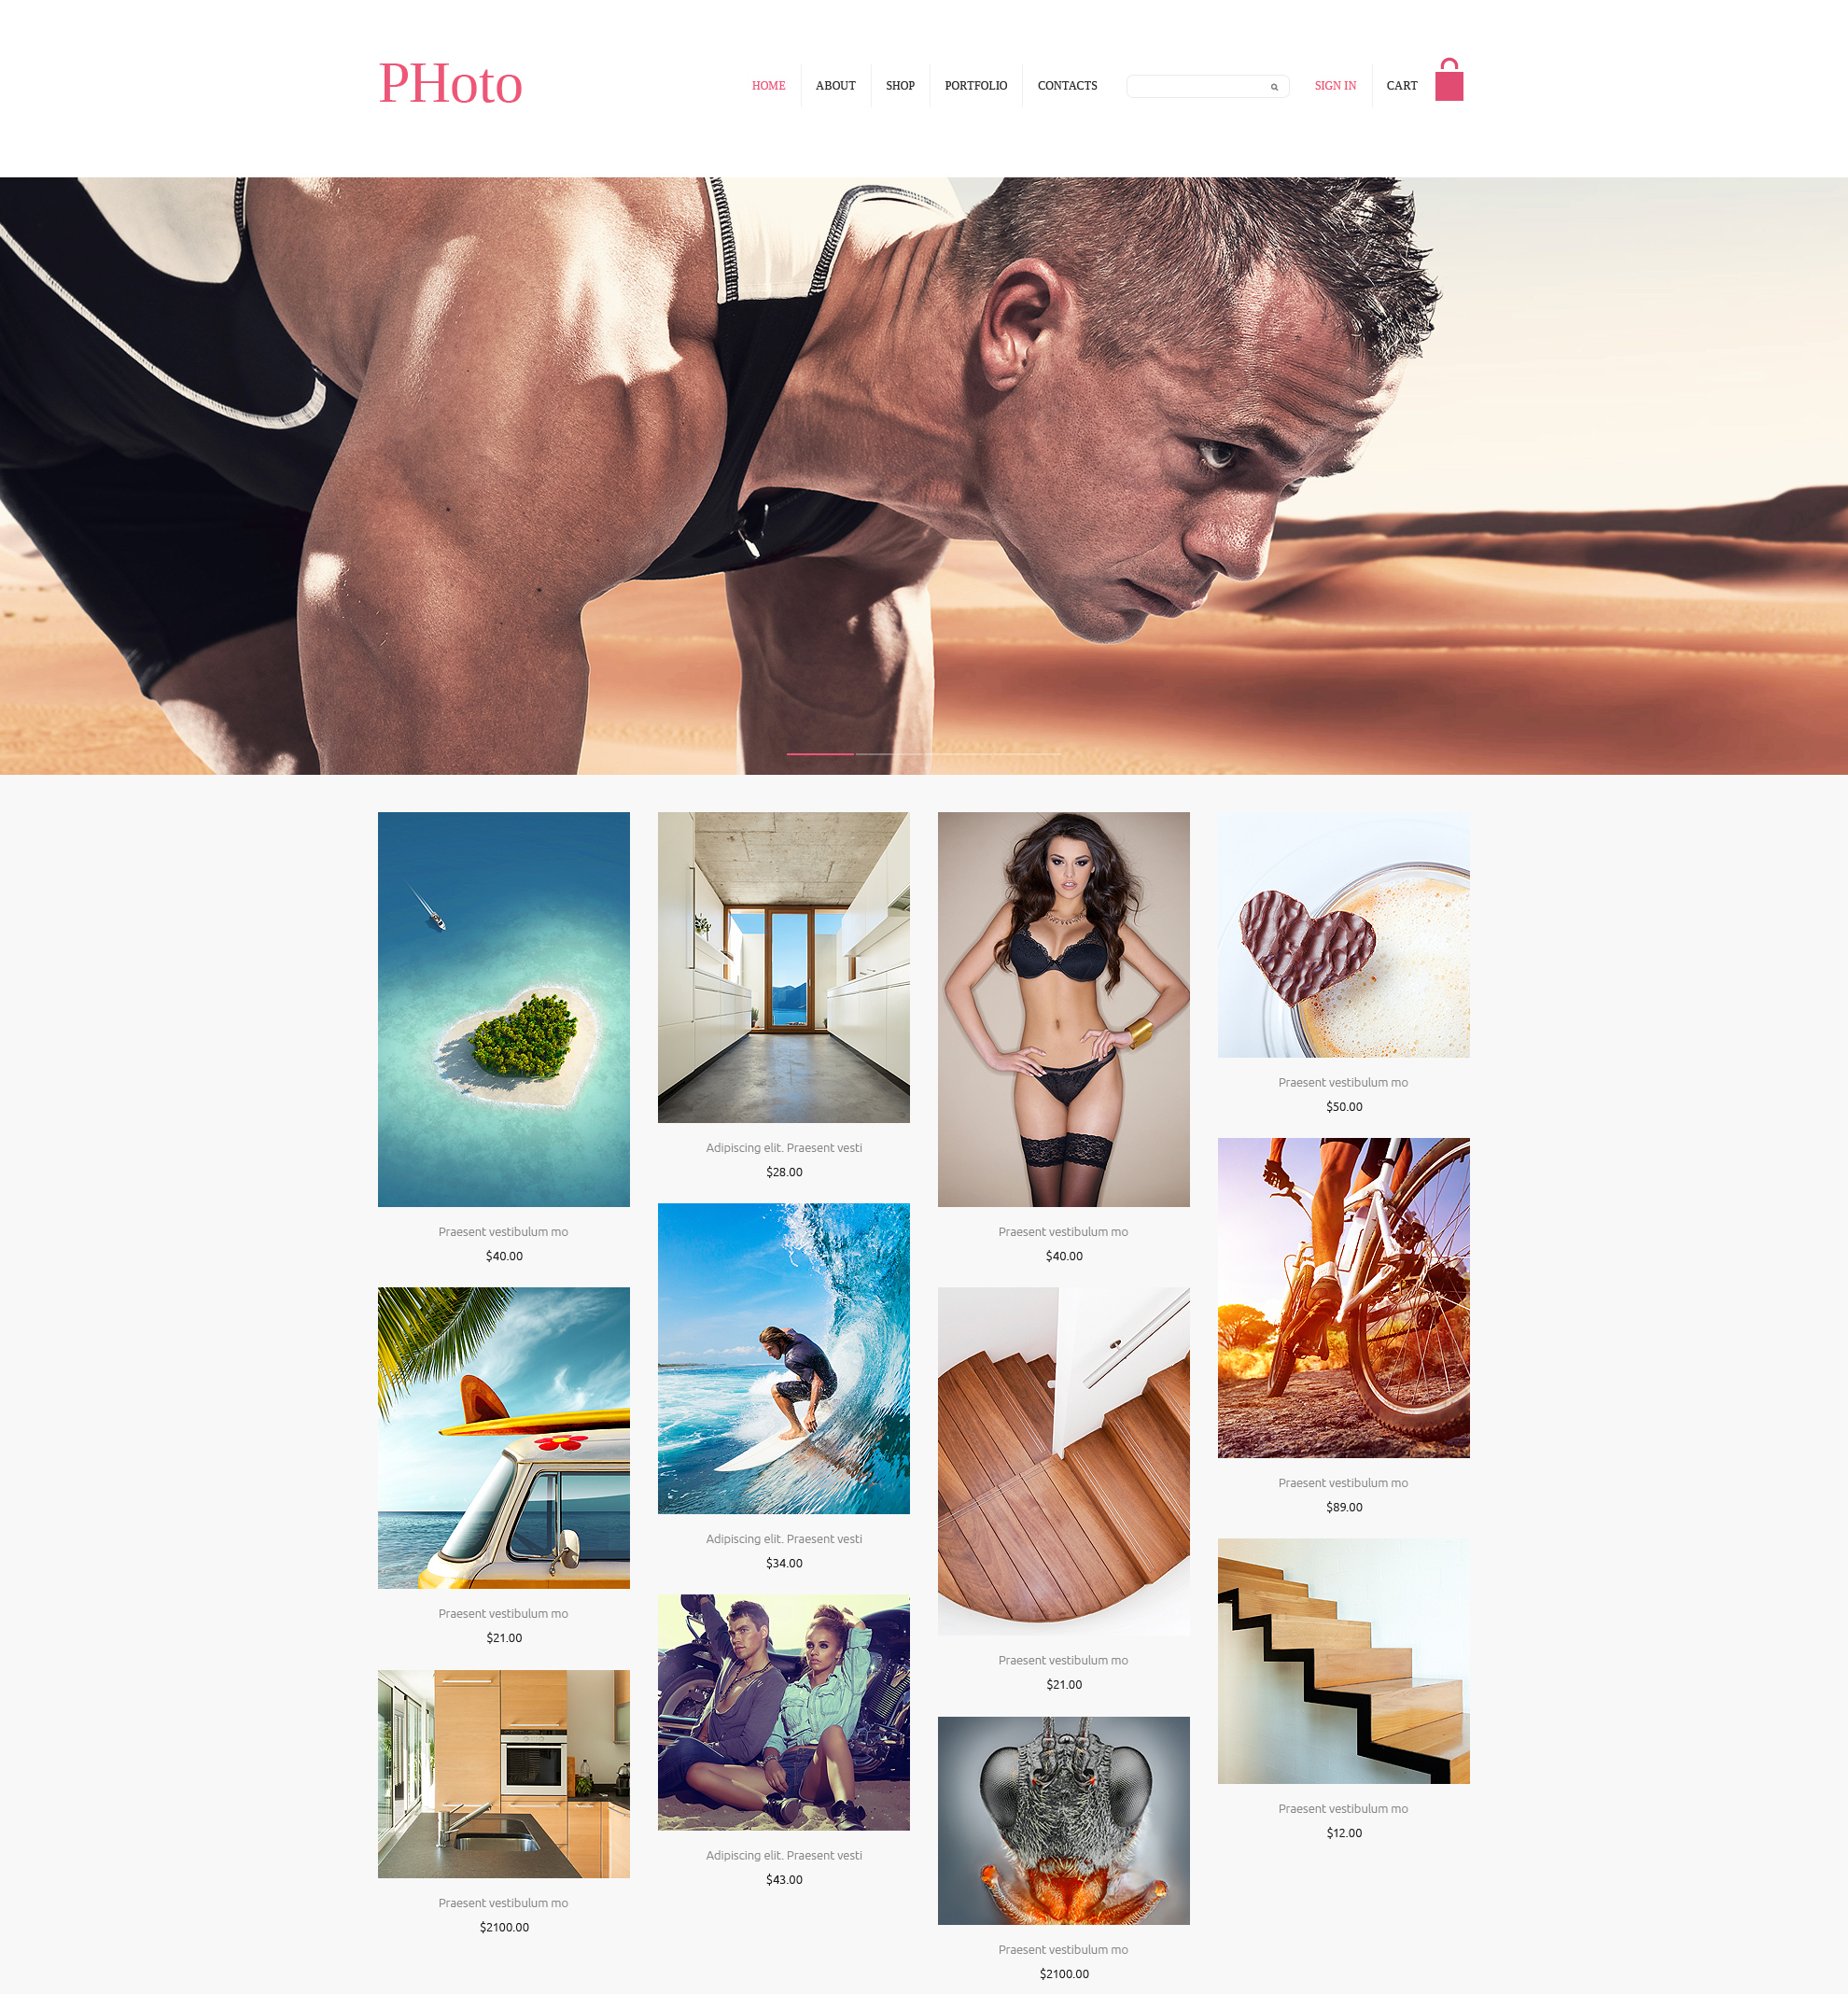 PHoto
HOME ABOUT SHOP PORTFOLIO CONTACTS SIGN IN CART
Praesent vestibulum mo
$40.00
Praesent vestibulum mo
$21.00
Praesent vestibulum mo
$2100.00
Adipiscing elit. Praesent vesti
$28.00
Adipiscing elit. Praesent vesti
$34.00
Adipiscing elit. Praesent vesti
$43.00
Praesent vestibulum mo
$40.00
Praesent vestibulum mo
$21.00
Praesent vestibulum mo
$2100.00
Praesent vestibulum mo
$50.00
Praesent vestibulum mo
$89.00
Praesent vestibulum mo
$12.00